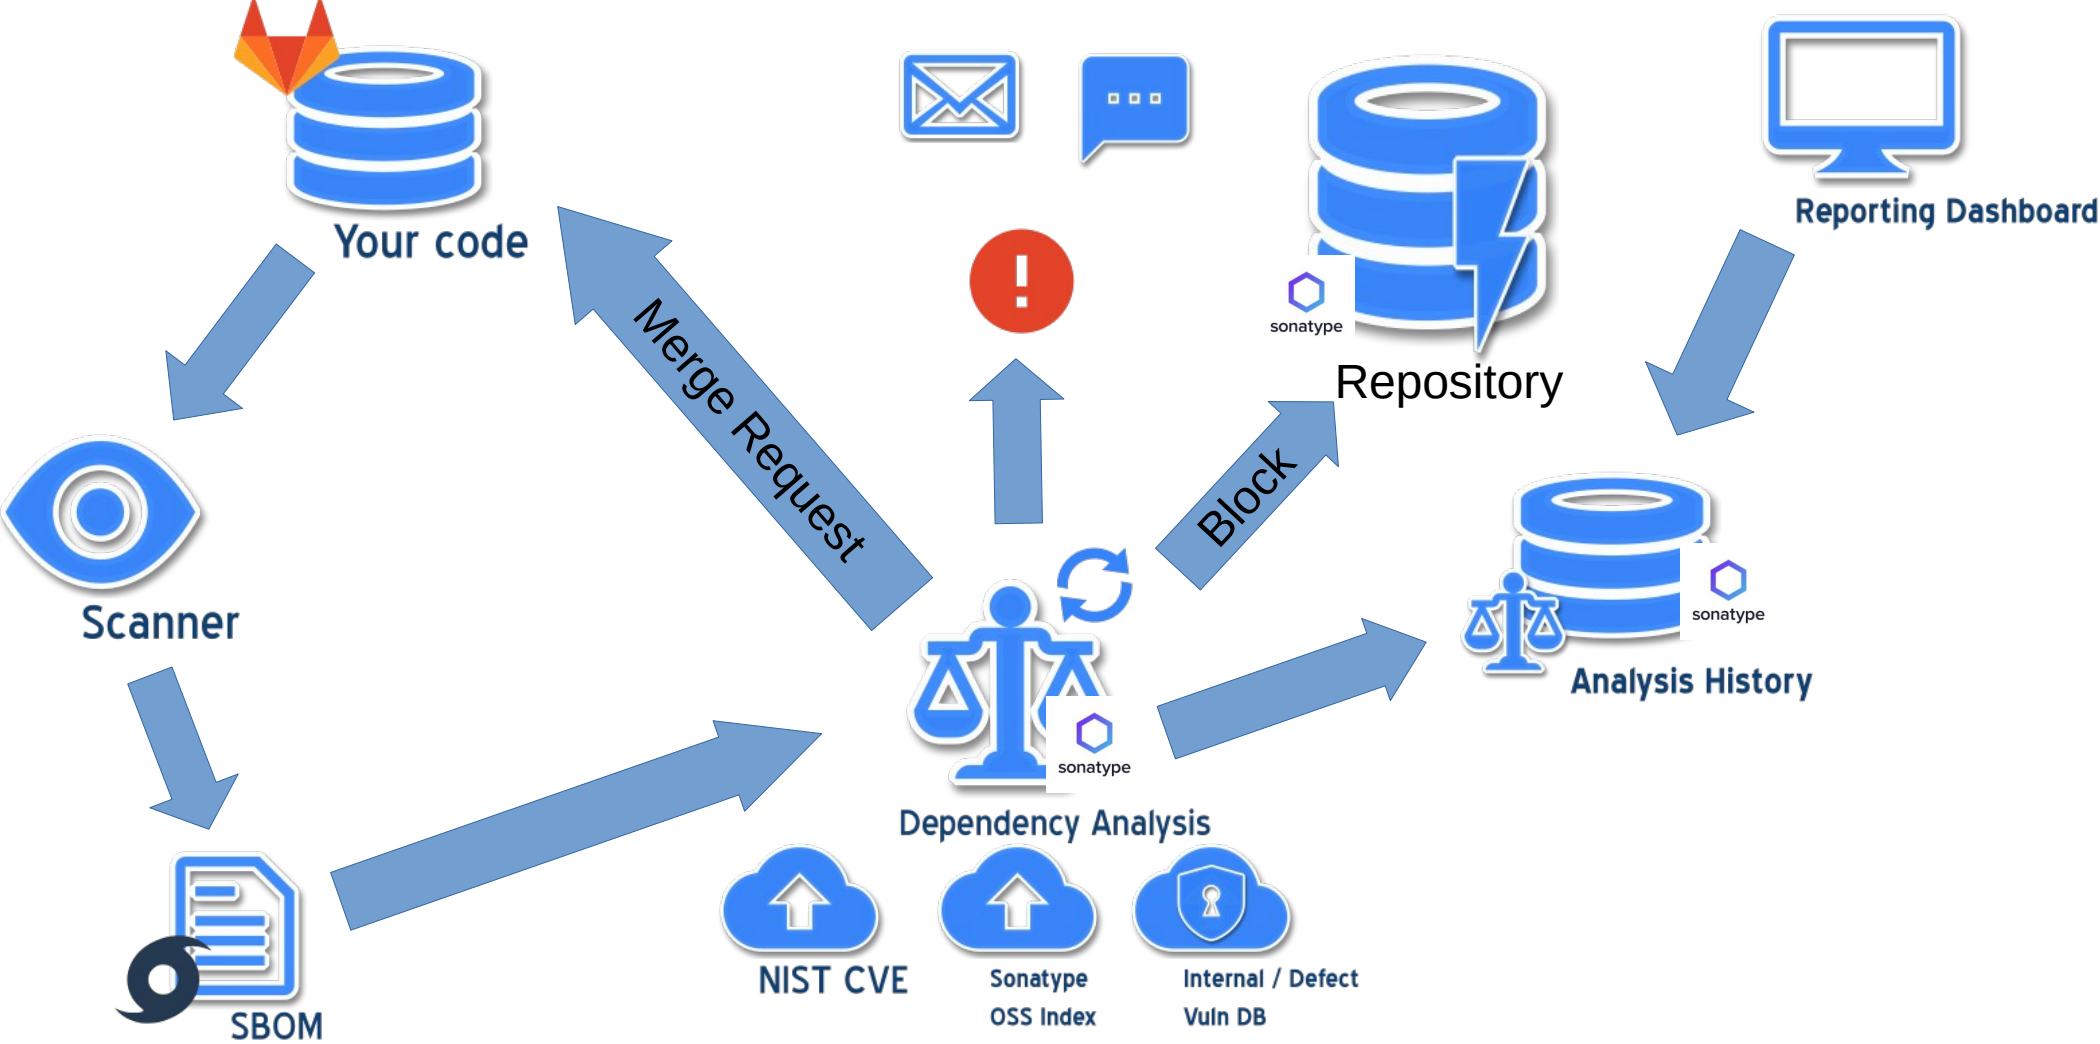 Your code
Reporting Dashboard
Merge Request
sonatype
Repository
Block
Scanner
sonatype
Analysis History
sonatype
Dependency Analysis
NIST CVE
Sonatype
OSS Index
Internal / Defect
Vuln DB
SBOM